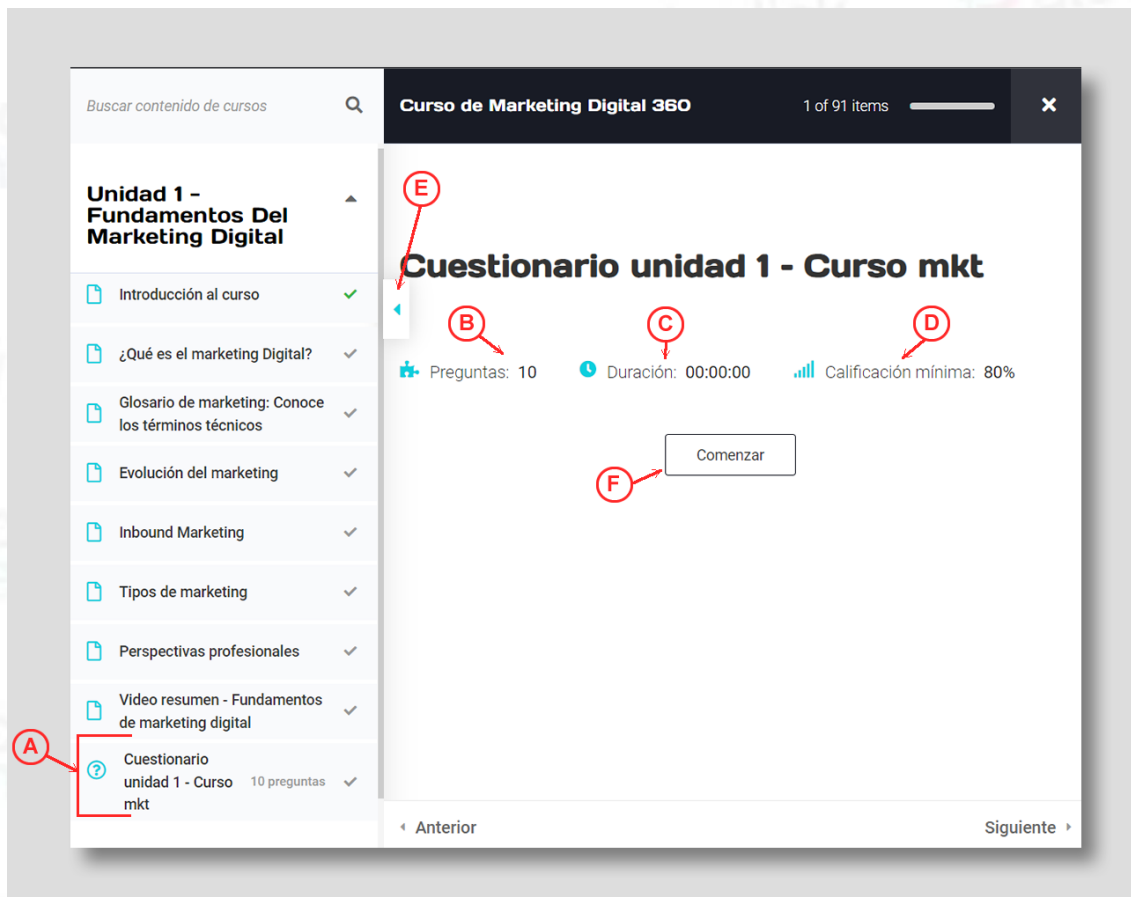 Buscar contenido de cursos
Curso de Marketing Digital 360
1 of 91 items
Unidad 1 -
Fundamentos Del
Marketing Digital
E
Cuestionario unidad 1 - Curso mkt
Introducción al curso
B
C
D
¿Qué es el marketing Digital?
Preguntas: 10
Duración: 00:00:00
Calificación mínima: 80%
Glosario de marketing: Conoce
los términos técnicos
Comenzar
F
Evolución del marketing
Inbound Marketing
Tipos de marketing
Perspectivas profesionales
Video resumen - Fundamentos
de marketing digital
A
Cuestionario
unidad 1 - Curso 10 preguntas
mkt
Anterior
Siguiente